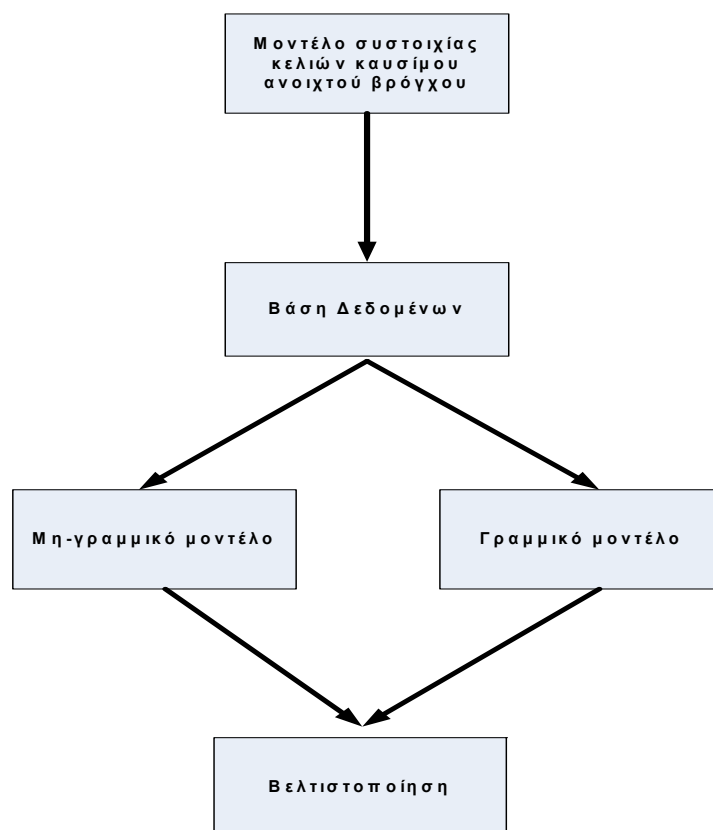 Μοντέλο συστοιχίας
κελιών καυσίμου
ανοιχτού βρόγχου
Βάση Δεδομένων
Μη-γραμμικό μοντέλο
Γραμμικό μοντέλο
Βελτιστοποίηση